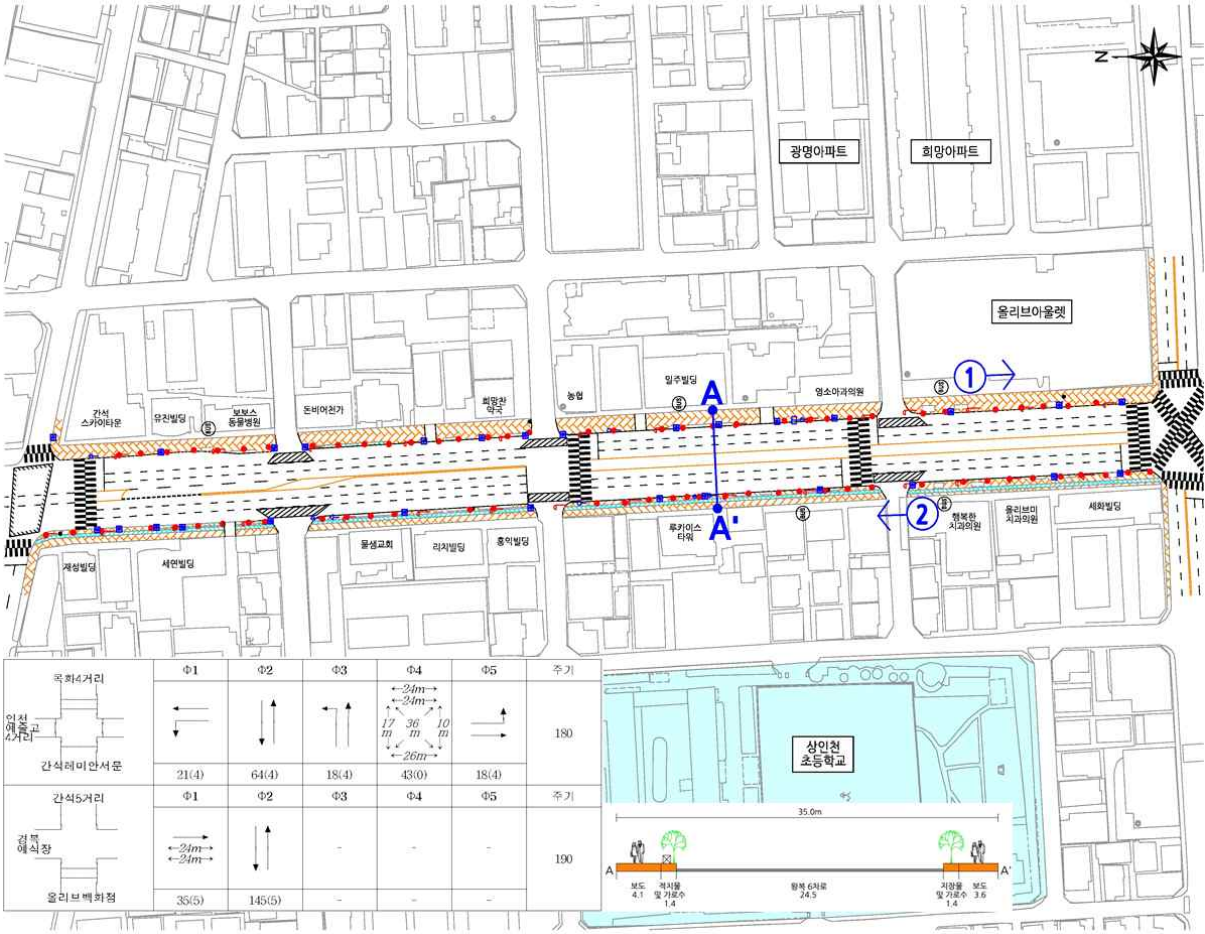 N
광명아파트
희망아파트
올리브아울렛
①
A
일주빌딩
영소아과의원
농협
희망찬
약국
돈비어천가
보보스
동물병원
유진빌딩
간석
스카이타운
A'
②
루카이스
타워
행복한
치과의원
올리브미
치과의원
세화빌딩
홍익빌딩
리치빌딩
물샘교회
세연빌딩
재성빌딩
상인천
초등학교
Φ1 Φ2 Φ3 Φ4 Φ5 주기
목화4거리
인천
예술고
4거리
간석레미안서문
24m
24m
17
m
36
m
10
m
26m
180
21(4) 64(4) 18(4) 43(0) 18(4)
간석5거리 Φ1 Φ2 Φ3 Φ4 Φ5 주기
경복
예식장
24m
24m
- - -
190
올리브백화점
35(5) 145(5) - - -
35.0m
A A'
보도
4.1
적치물
및 가로수
1.4
왕복 6차로
24.5
지장물
및 가로수
1.4
보도
3.6